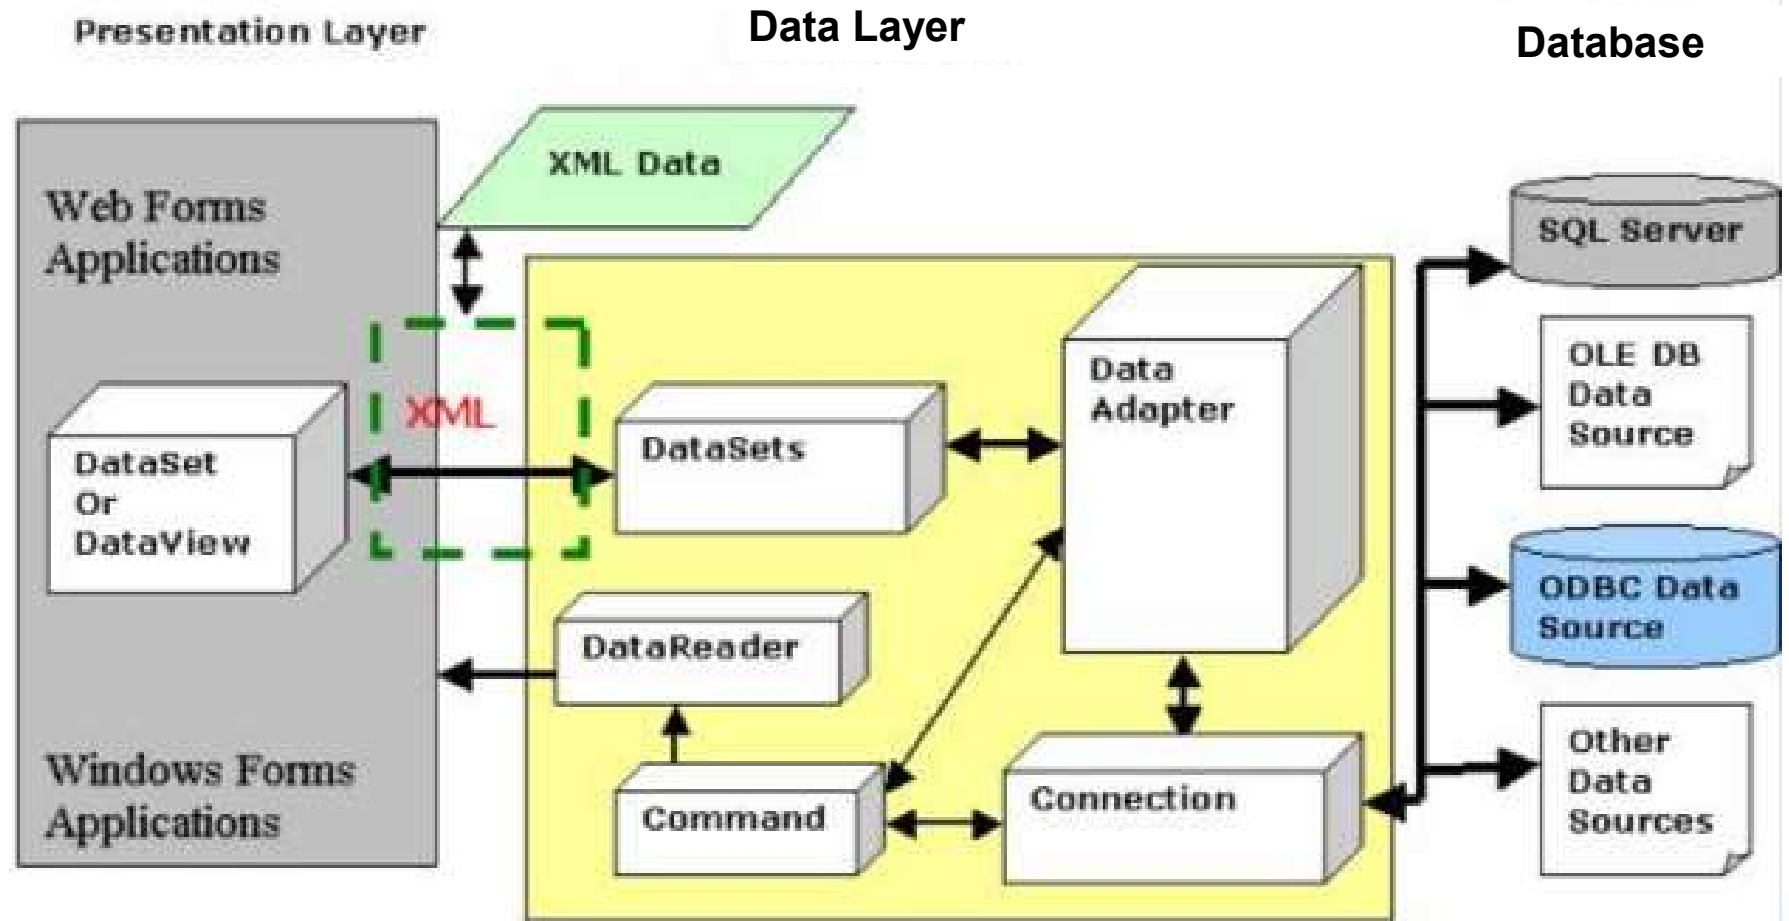 Presentation Layer
Data Layer
Database
Web Forms
Applications
DataSet
Or
DataView
Windows Forms
Applications
XML Data
XML
DataSets
Data
Adapter
DataReader
Command
Connection
SQL Server
OLE DB
Data
Source
ODBC Data
Source
Other
Data
Sources